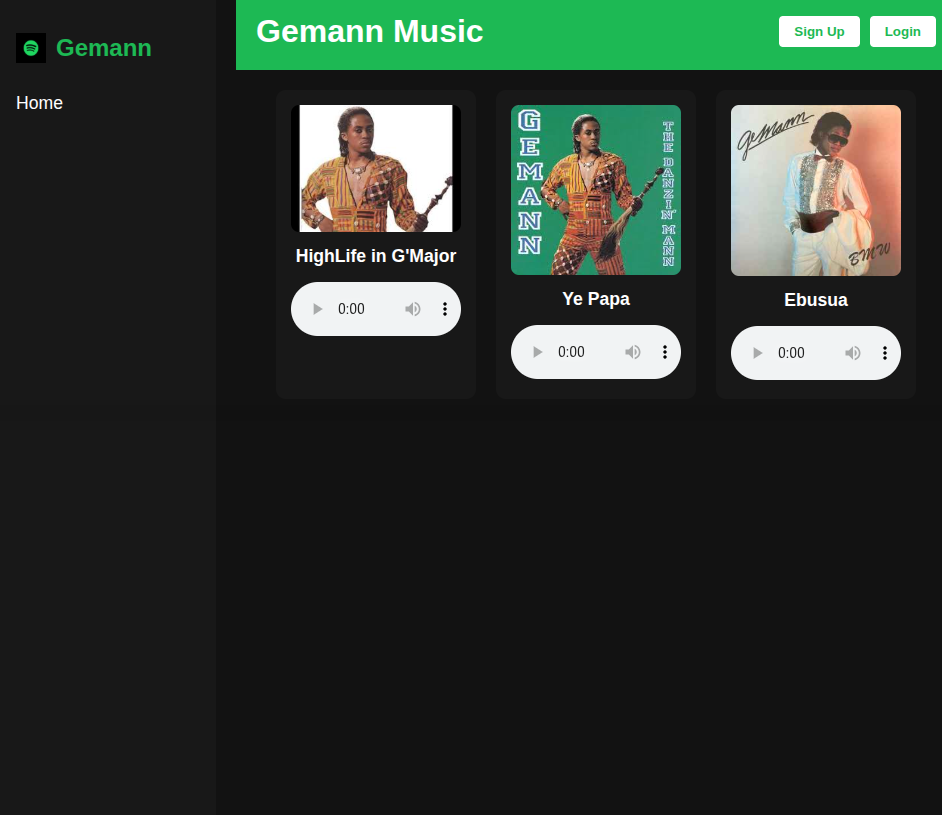 Gemann
Home
Gemann Music
Sign Up
Login
HighLife in G'Major
0:00
GEMANN
THE DANZIN' MANN
Ye Papa
0:00
GeMann
BMW
Ebusua
0:00